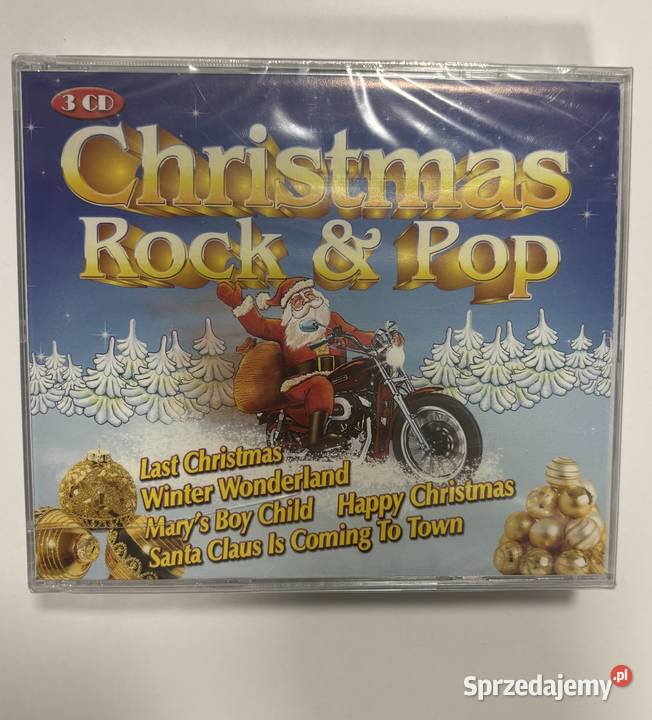 3 CD
Christmas
Rock & Pop
Last Christmas
Winter Wonderland
Mary's Boy Child Happy Christmas
Santa Claus Is Coming To Town
Sprzedajemy.pl